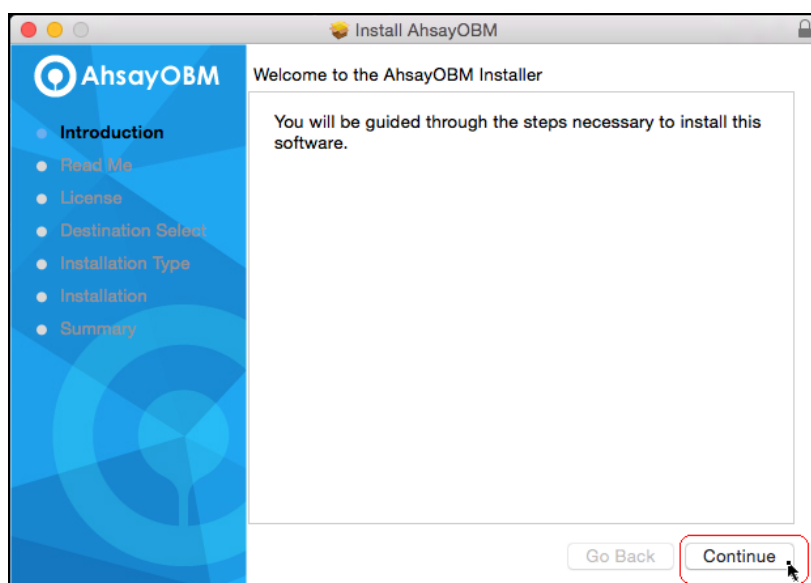 Install AhsayOBM
AhsayOBM
Welcome to the AhsayOBM Installer
Introduction
Read Me
License
Destination Select
Installation Type
Installation
Summary
You will be guided through the steps necessary to install this
software.
Go Back
Continue